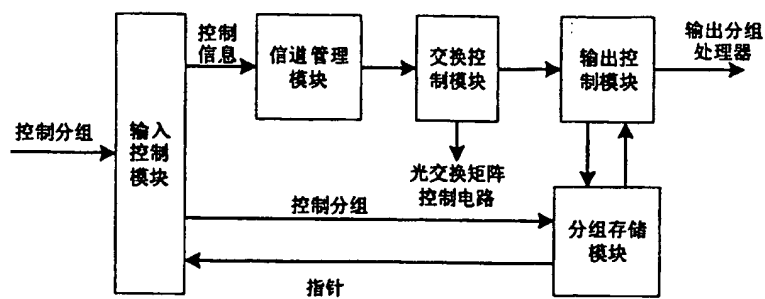 控制
信息
信道管理
模块
交换控
制模块
输出控
制模块
输出分组
处理器
控制分组
输入
控制
模块
光交换矩阵
控制电路
控制分组
分组存储
模块
指针